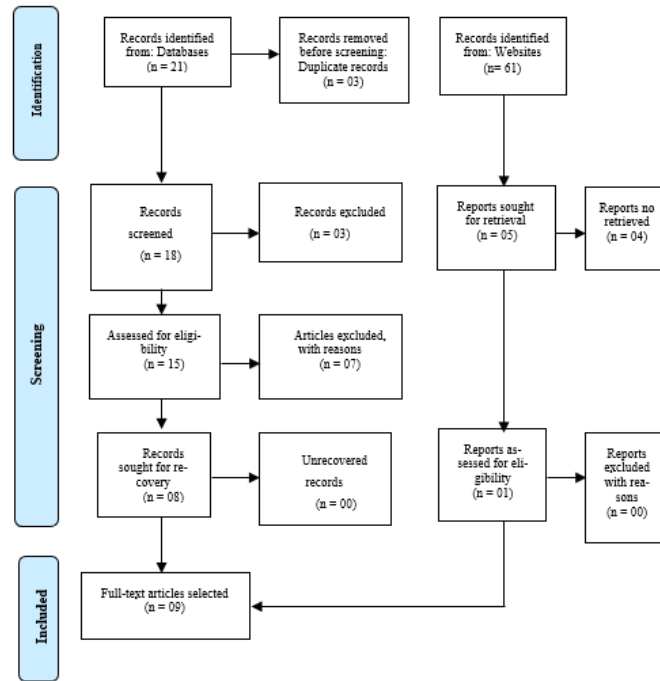 Identification
Records identified
from: Databases
(n = 21)
Records removed
before screening:
Duplicate records
(n = 03)
Records identified
from: Websites
(n= 61)
Screening
Records
screened
(n = 18)
Records excluded
(n = 03)
Reports sought
for retrieval
(n = 05)
Reports no
retrieved
(n = 04)
Assessed for eligi-
bility
(n = 15)
Articles excluded,
with reasons
(n = 07)
Records
sought for re-
covery
(n = 08)
Unrecovered
records
(n = 00)
Reports as-
sessed for eli-
gibility
(n = 01)
Reports
excluded
with rea-
sons
(n = 00)
Included
Full-text articles selected
(n = 09)